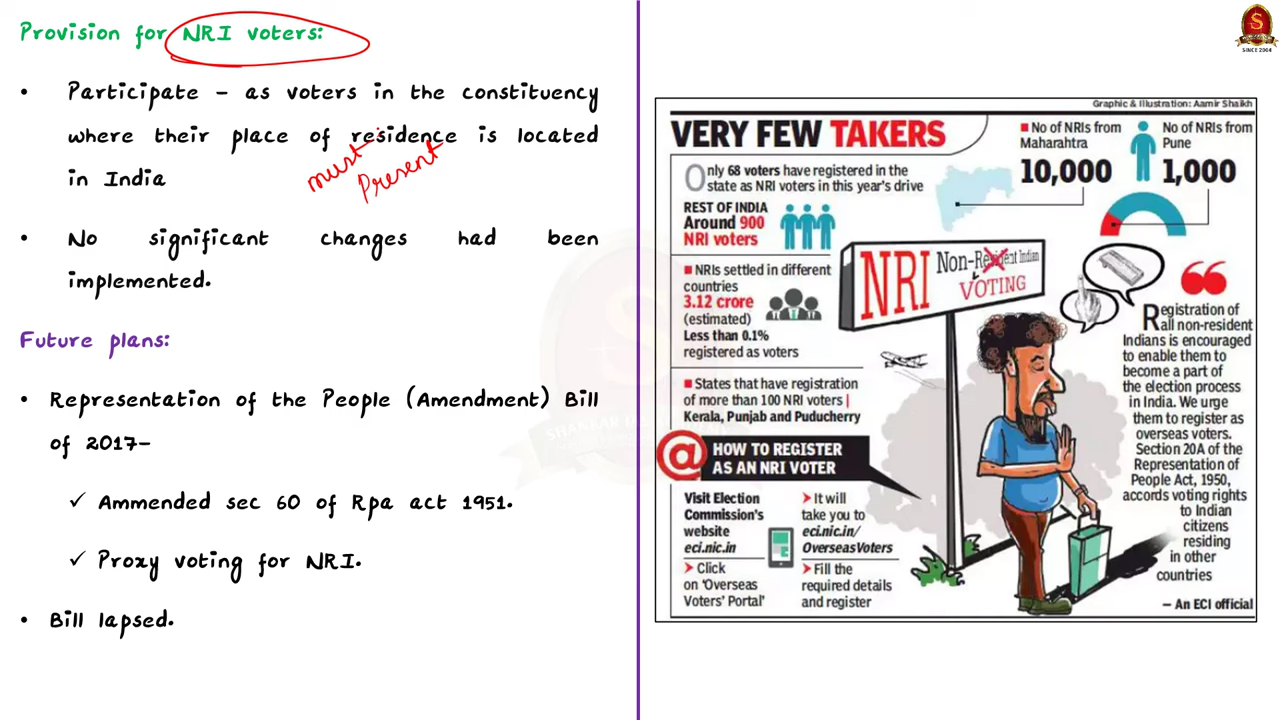 Provision for NRI voters:
• Participate – as voters in the constituency
where their place of residence is located
in India
must
Present
• No significant changes had been
implemented.
Future plans:
• Representation of the People (Amendment) Bill
of 2017–
✓ Ammended sec 60 of Rpa act 1951.
✓ Proxy voting for NRI.
• Bill lapsed.
S
SINCE 2004
Graphic & Illustration: Aamir Shaikh
VERY FEW TAKERS
Only 68 voters have registered in the
state as NRI voters in this year's drive
■ No of NRIs from
Maharahtra
10,000
No of NRIs from
Pune
1,000
REST OF INDIA
Around 900
NRI voters
■ NRIs settled in different
countries
3.12 crore
(estimated)
Less than 0.1%
registered as voters
■ States that have registration
of more than 100 NRI voters |
Kerala, Punjab and Puducherry
NRI Non-Resident Indian
VOTING
@ HOW TO REGISTER
AS AN NRI VOTER
Visit Election
Commission's
website
eci.nic.in
➤ Click
on 'Overseas
Voters' Portal'
➤ It will
take you to
eci.nic.in/
OverseasVoters
➤ Fill the
required details
and register
Registration of
all non-resident
Indians is encouraged
to enable them to
become a part of
the election process
in India. We urge
them to register as
overseas voters.
Section 20A of the
Representation of
People Act, 1950,
accords voting rights
to Indian
citizens
residing
in other
countries
— An ECI official